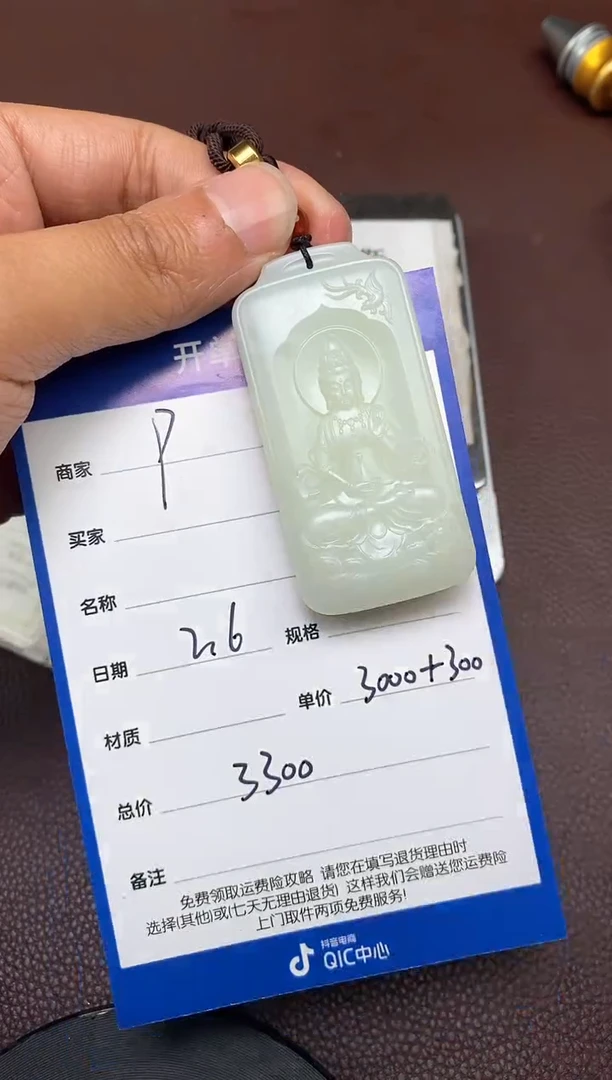 开单
商家 P
买家
名称
日期 2.6 规格
材质 单价 3000+300
总价 3300
备注
免费领取运费险攻略 请您在填写退货理由时
选择(其他)或(七天无理由退货) 这样我们会赠送您运费险
上门取件两项免费服务!
抖音电商
QIC中心